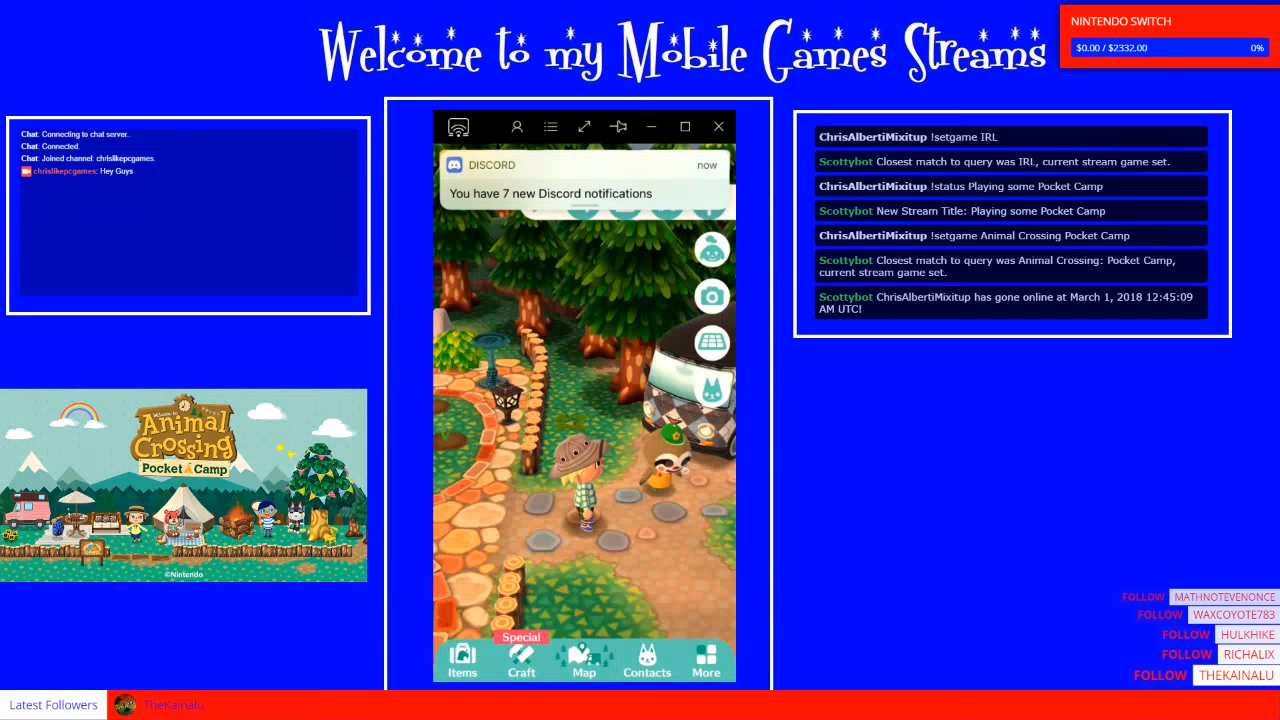 Welcome to my Mobile Games Streams
NINTENDO SWITCH
$0.00 / $2332.00 0%
Chat: Connecting to chat server..
Chat: Connected.
Chat: Joined channel: chrislikepcgames.
chrislikepcgames: Hey Guys
DISCORD now
You have 7 new Discord notifications
Special
Items Craft Map Contacts More
ChrisAlbertiMixitup !setgame IRL
Scottybot Closest match to query was IRL, current stream game set.
ChrisAlbertiMixitup !status Playing some Pocket Camp
Scottybot New Stream Title: Playing some Pocket Camp
ChrisAlbertiMixitup !setgame Animal Crossing Pocket Camp
Scottybot Closest match to query was Animal Crossing: Pocket Camp,
current stream game set.
Scottybot ChrisAlbertiMixitup has gone online at March 1, 2018 12:45:09
AM UTC!
Welcome to
Animal
Crossing
Pocket Camp
©Nintendo
FOLLOW MATHNOTEVENONCE
FOLLOW WAXCOYOTE783
FOLLOW HULKHIKE
FOLLOW RICHALIX
FOLLOW THEKAINALU
Latest Followers TheKainalu